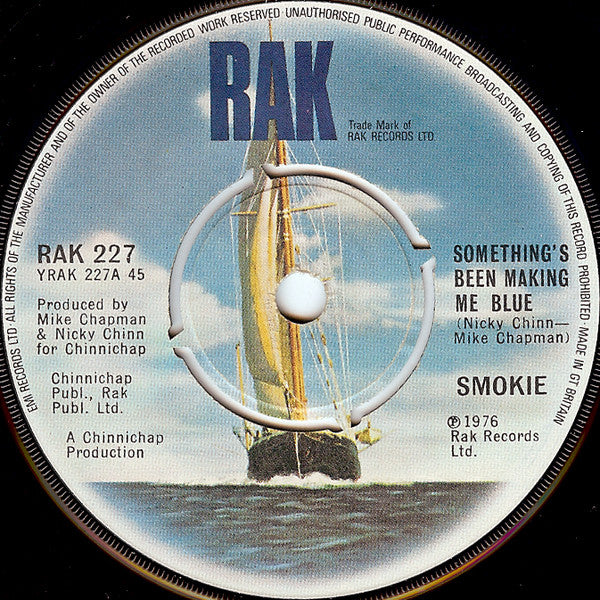 EMI RECORDS LTD · ALL RIGHTS OF THE MANUFACTURER AND OF THE OWNER OF THE RECORDED WORK RESERVED · UNAUTHORISED PUBLIC PERFORMANCE BROADCASTING AND COPYING OF THIS RECORD PROHIBITED. MADE IN GT BRITAIN
RAK
Trade Mark of
RAK RECORDS LTD.
RAK 227
YRAK 227A 45
Produced by
Mike Chapman
& Nicky Chinn
for Chinnichap
Chinnichap
Publ., Rak
Publ. Ltd.
A Chinnichap
Production
SOMETHING'S
BEEN MAKING
ME BLUE
(Nicky Chinn—
Mike Chapman)
SMOKIE
℗ 1976
Rak Records
Ltd.